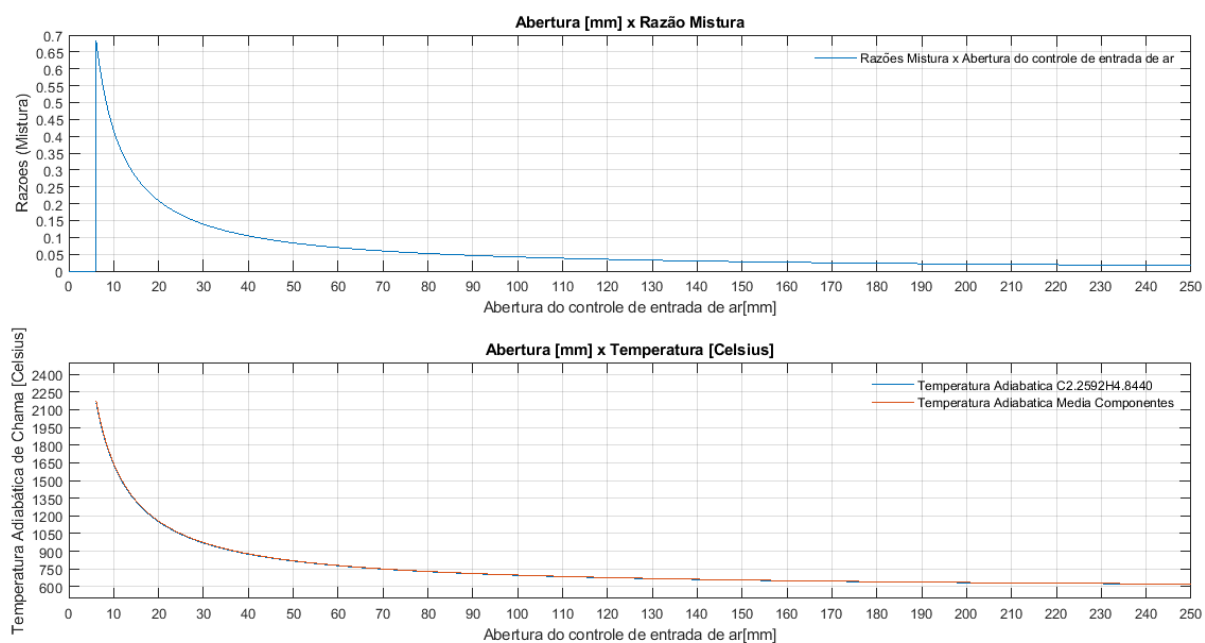 Abertura [mm] x Razão Mistura
Razões Mistura x Abertura do controle de entrada de ar
Razoes (Mistura)
0.7
0.65
0.6
0.55
0.5
0.45
0.4
0.35
0.3
0.25
0.2
0.15
0.1
0.05
0
0 10 20 30 40 50 60 70 80 90 100 110 120 130 140 150 160 170 180 190 200 210 220 230 240 250
Abertura do controle de entrada de ar[mm]
Abertura [mm] x Temperatura [Celsius]
Temperatura Adiabatica C2.2592H4.8440
Temperatura Adiabatica Media Componentes
Temperatura Adiabática de Chama [Celsius]
2400
2250
2100
1950
1800
1650
1500
1350
1200
1050
900
750
600
0 10 20 30 40 50 60 70 80 90 100 110 120 130 140 150 160 170 180 190 200 210 220 230 240 250
Abertura do controle de entrada de ar[mm]